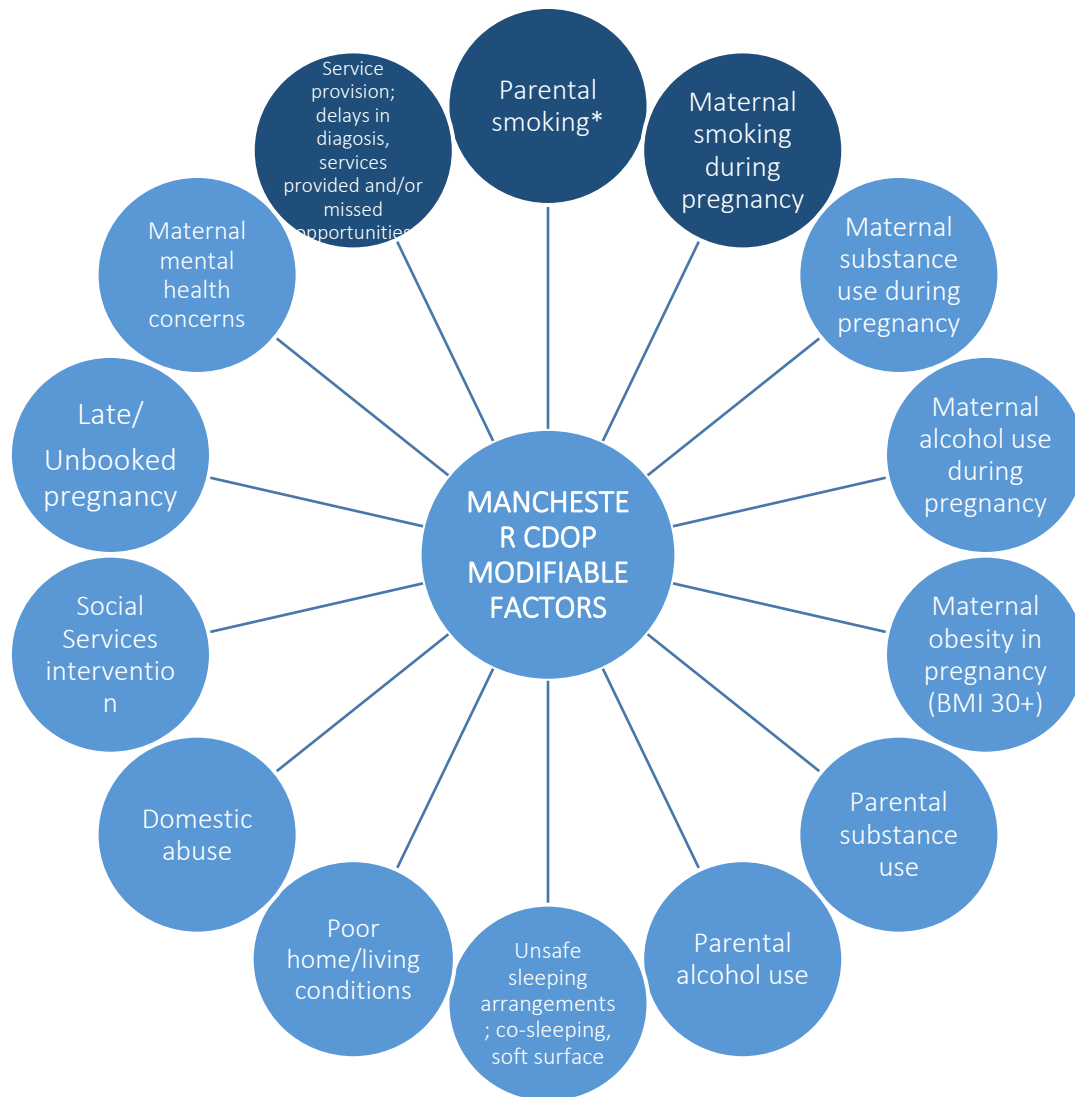 Parental
smoking*
Maternal
smoking
during
pregnancy
Maternal
substance
use during
pregnancy
Maternal
alcohol use
during
pregnancy
Maternal
obesity in
pregnancy
(BMI 30+)
Parental
substance
use
Parental
alcohol use
Unsafe
sleeping
arrangements
; co-sleeping,
soft surface
Poor
home/living
conditions
Domestic
abuse
Social
Services
interventio
n
Late/
Unbooked
pregnancy
Maternal
mental
health
concerns
Service
provision;
delays in
diagosis,
services
provided and/or
missed
opportunities
MANCHESTE
R CDOP
MODIFIABLE
FACTORS